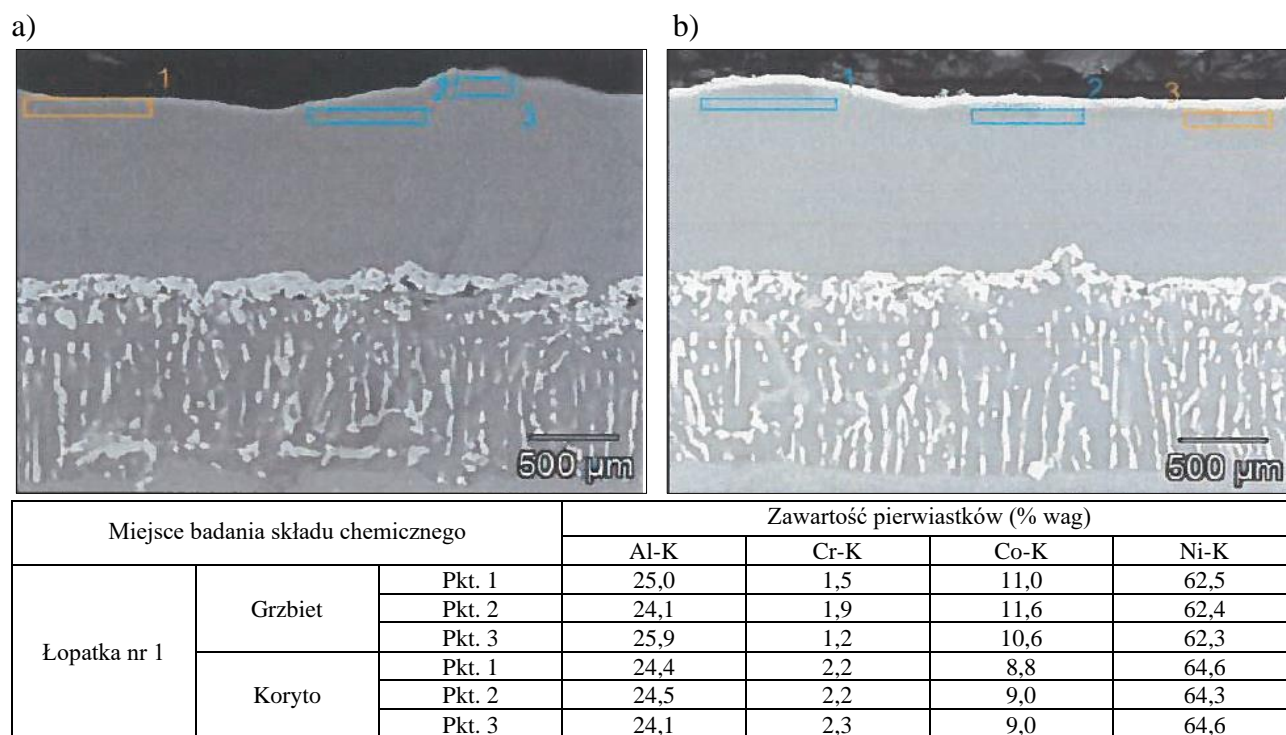 a)
b)
1
2
3
500 µm
1
2
3
500 µm
Miejsce badania składu chemicznego
Zawartość pierwiastków (% wag)
Al-K Cr-K Co-K Ni-K
Łopatka nr 1
Grzbiet
Pkt. 1 25,0 1,5 11,0 62,5
Pkt. 2 24,1 1,9 11,6 62,4
Pkt. 3 25,9 1,2 10,6 62,3
Koryto
Pkt. 1 24,4 2,2 8,8 64,6
Pkt. 2 24,5 2,2 9,0 64,3
Pkt. 3 24,1 2,3 9,0 64,6